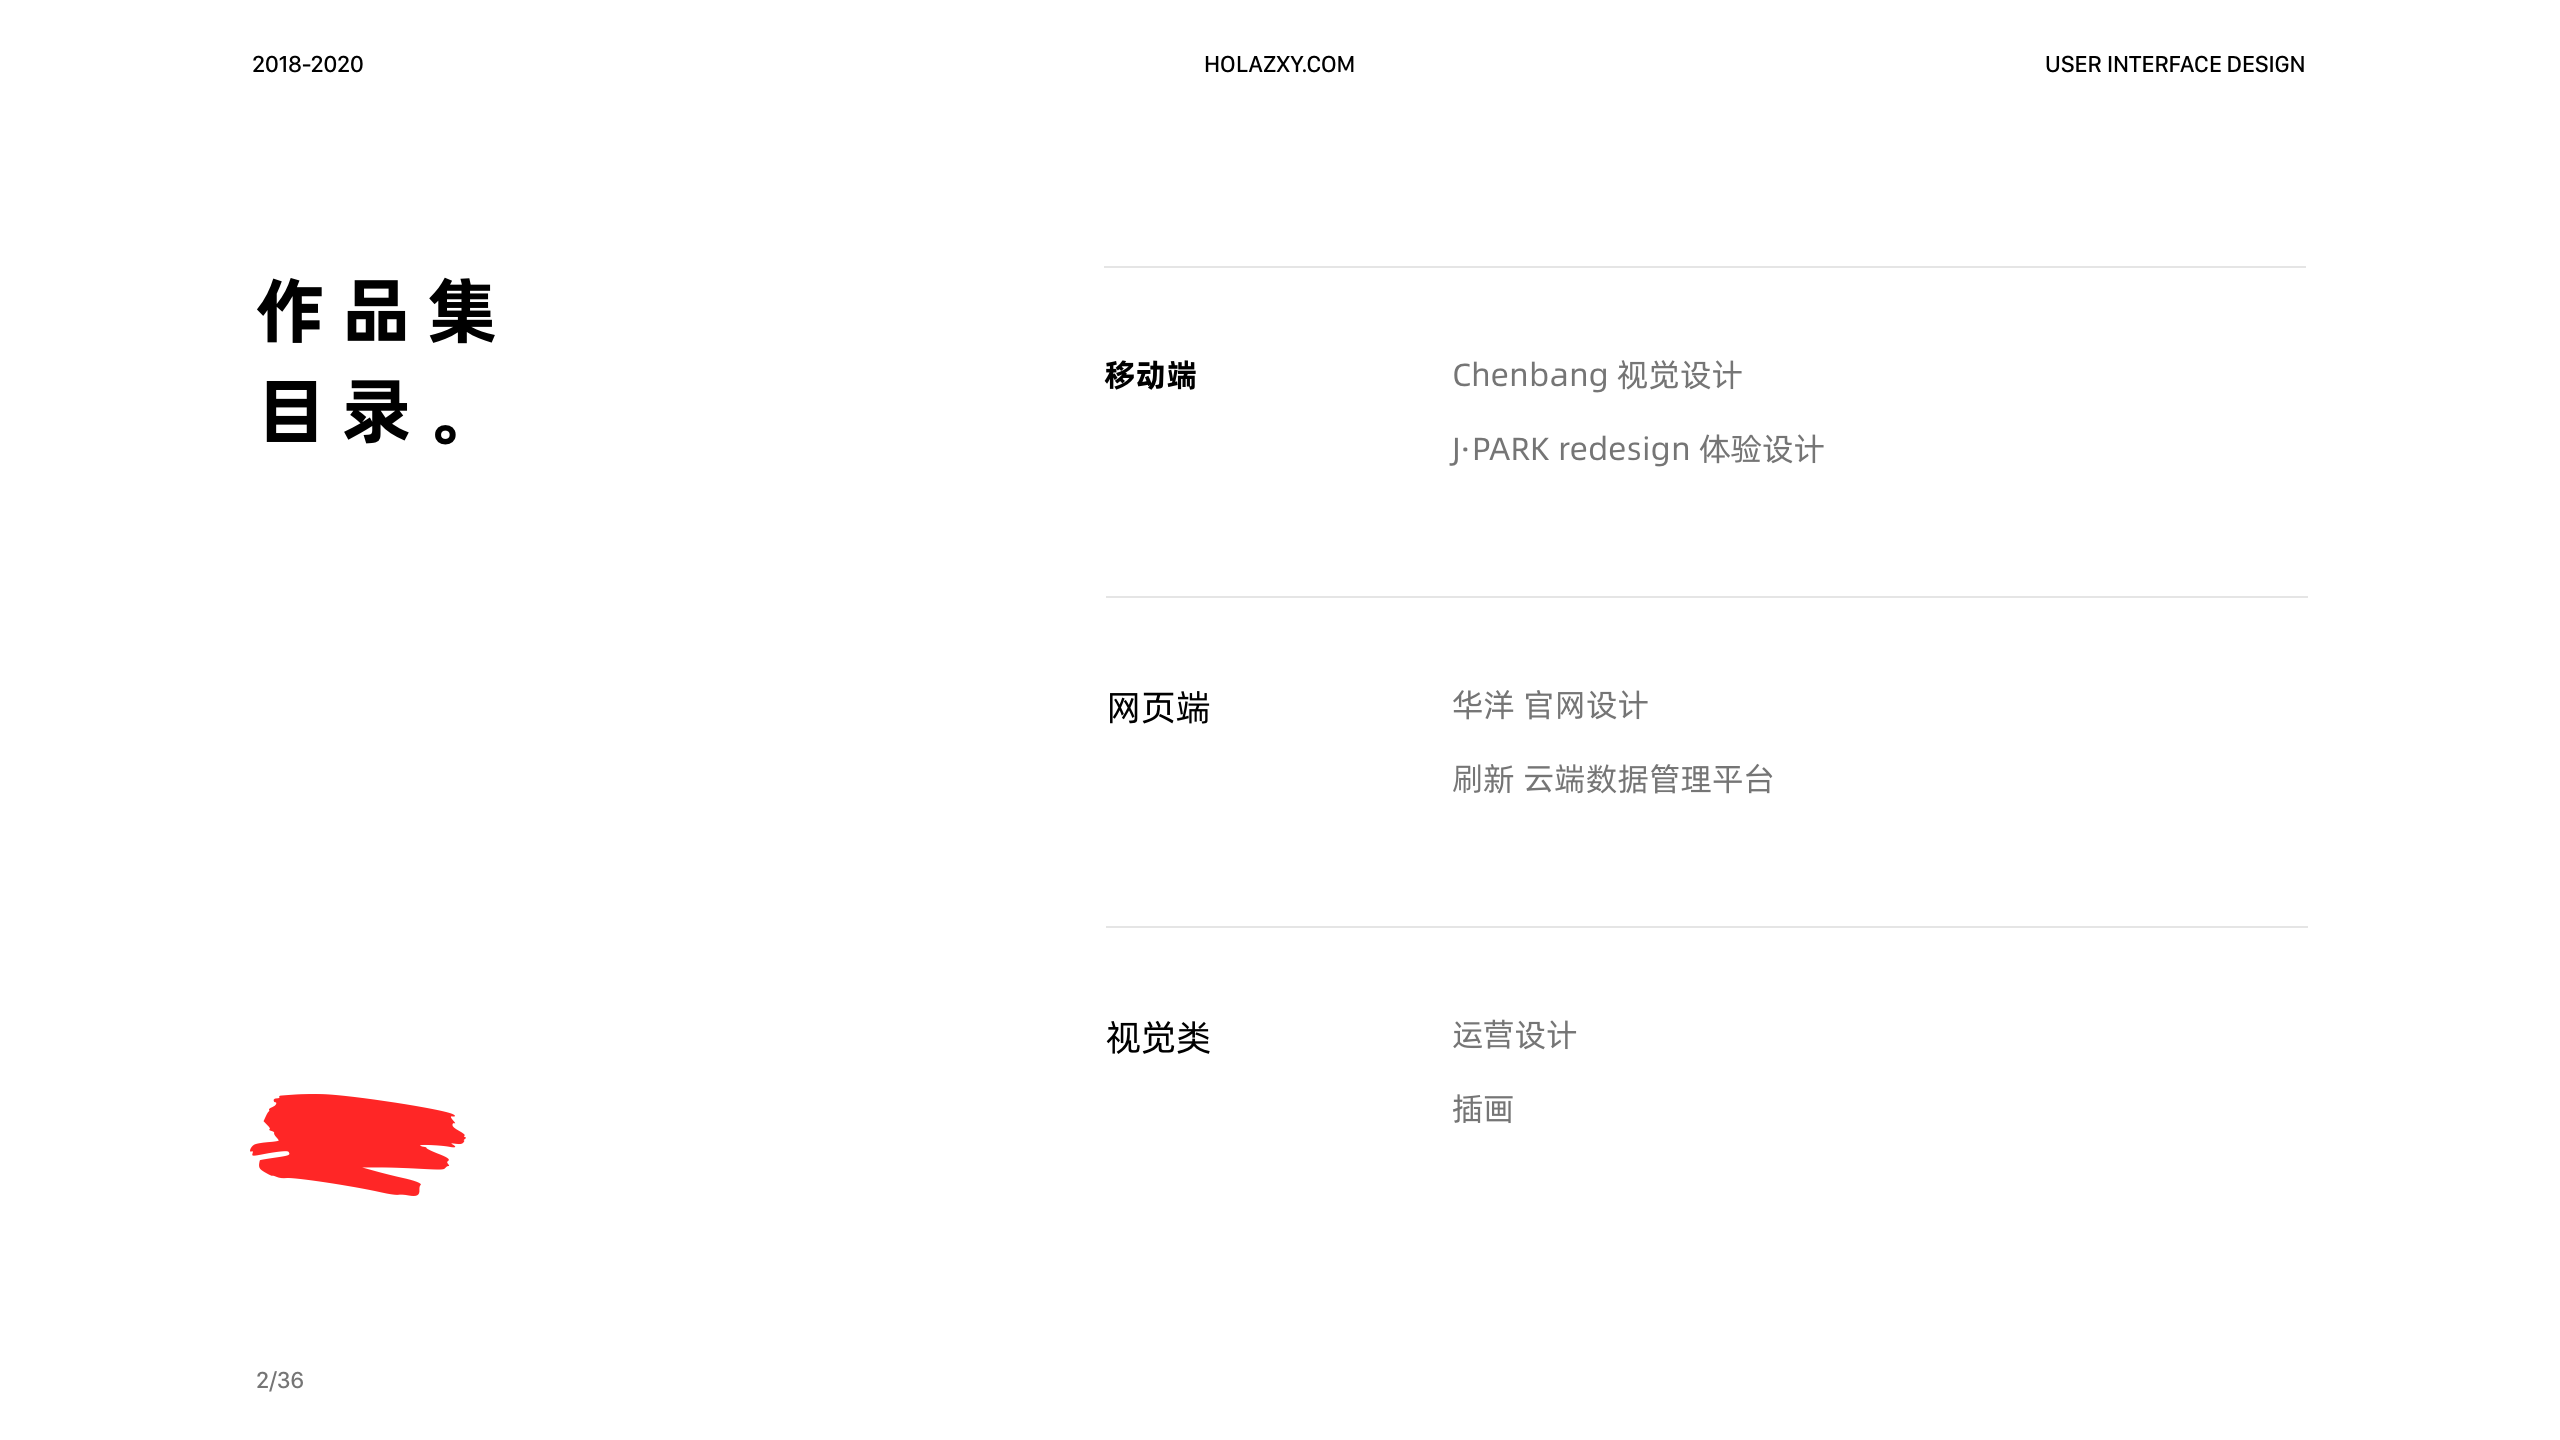 2018-2020
HOLAZXY.COM
USER INTERFACE DESIGN
作品集
目录。
移动端
Chenbang 视觉设计
J·PARK redesign 体验设计
网页端
华洋 官网设计
刷新 云端数据管理平台
视觉类
运营设计
插画
2/36